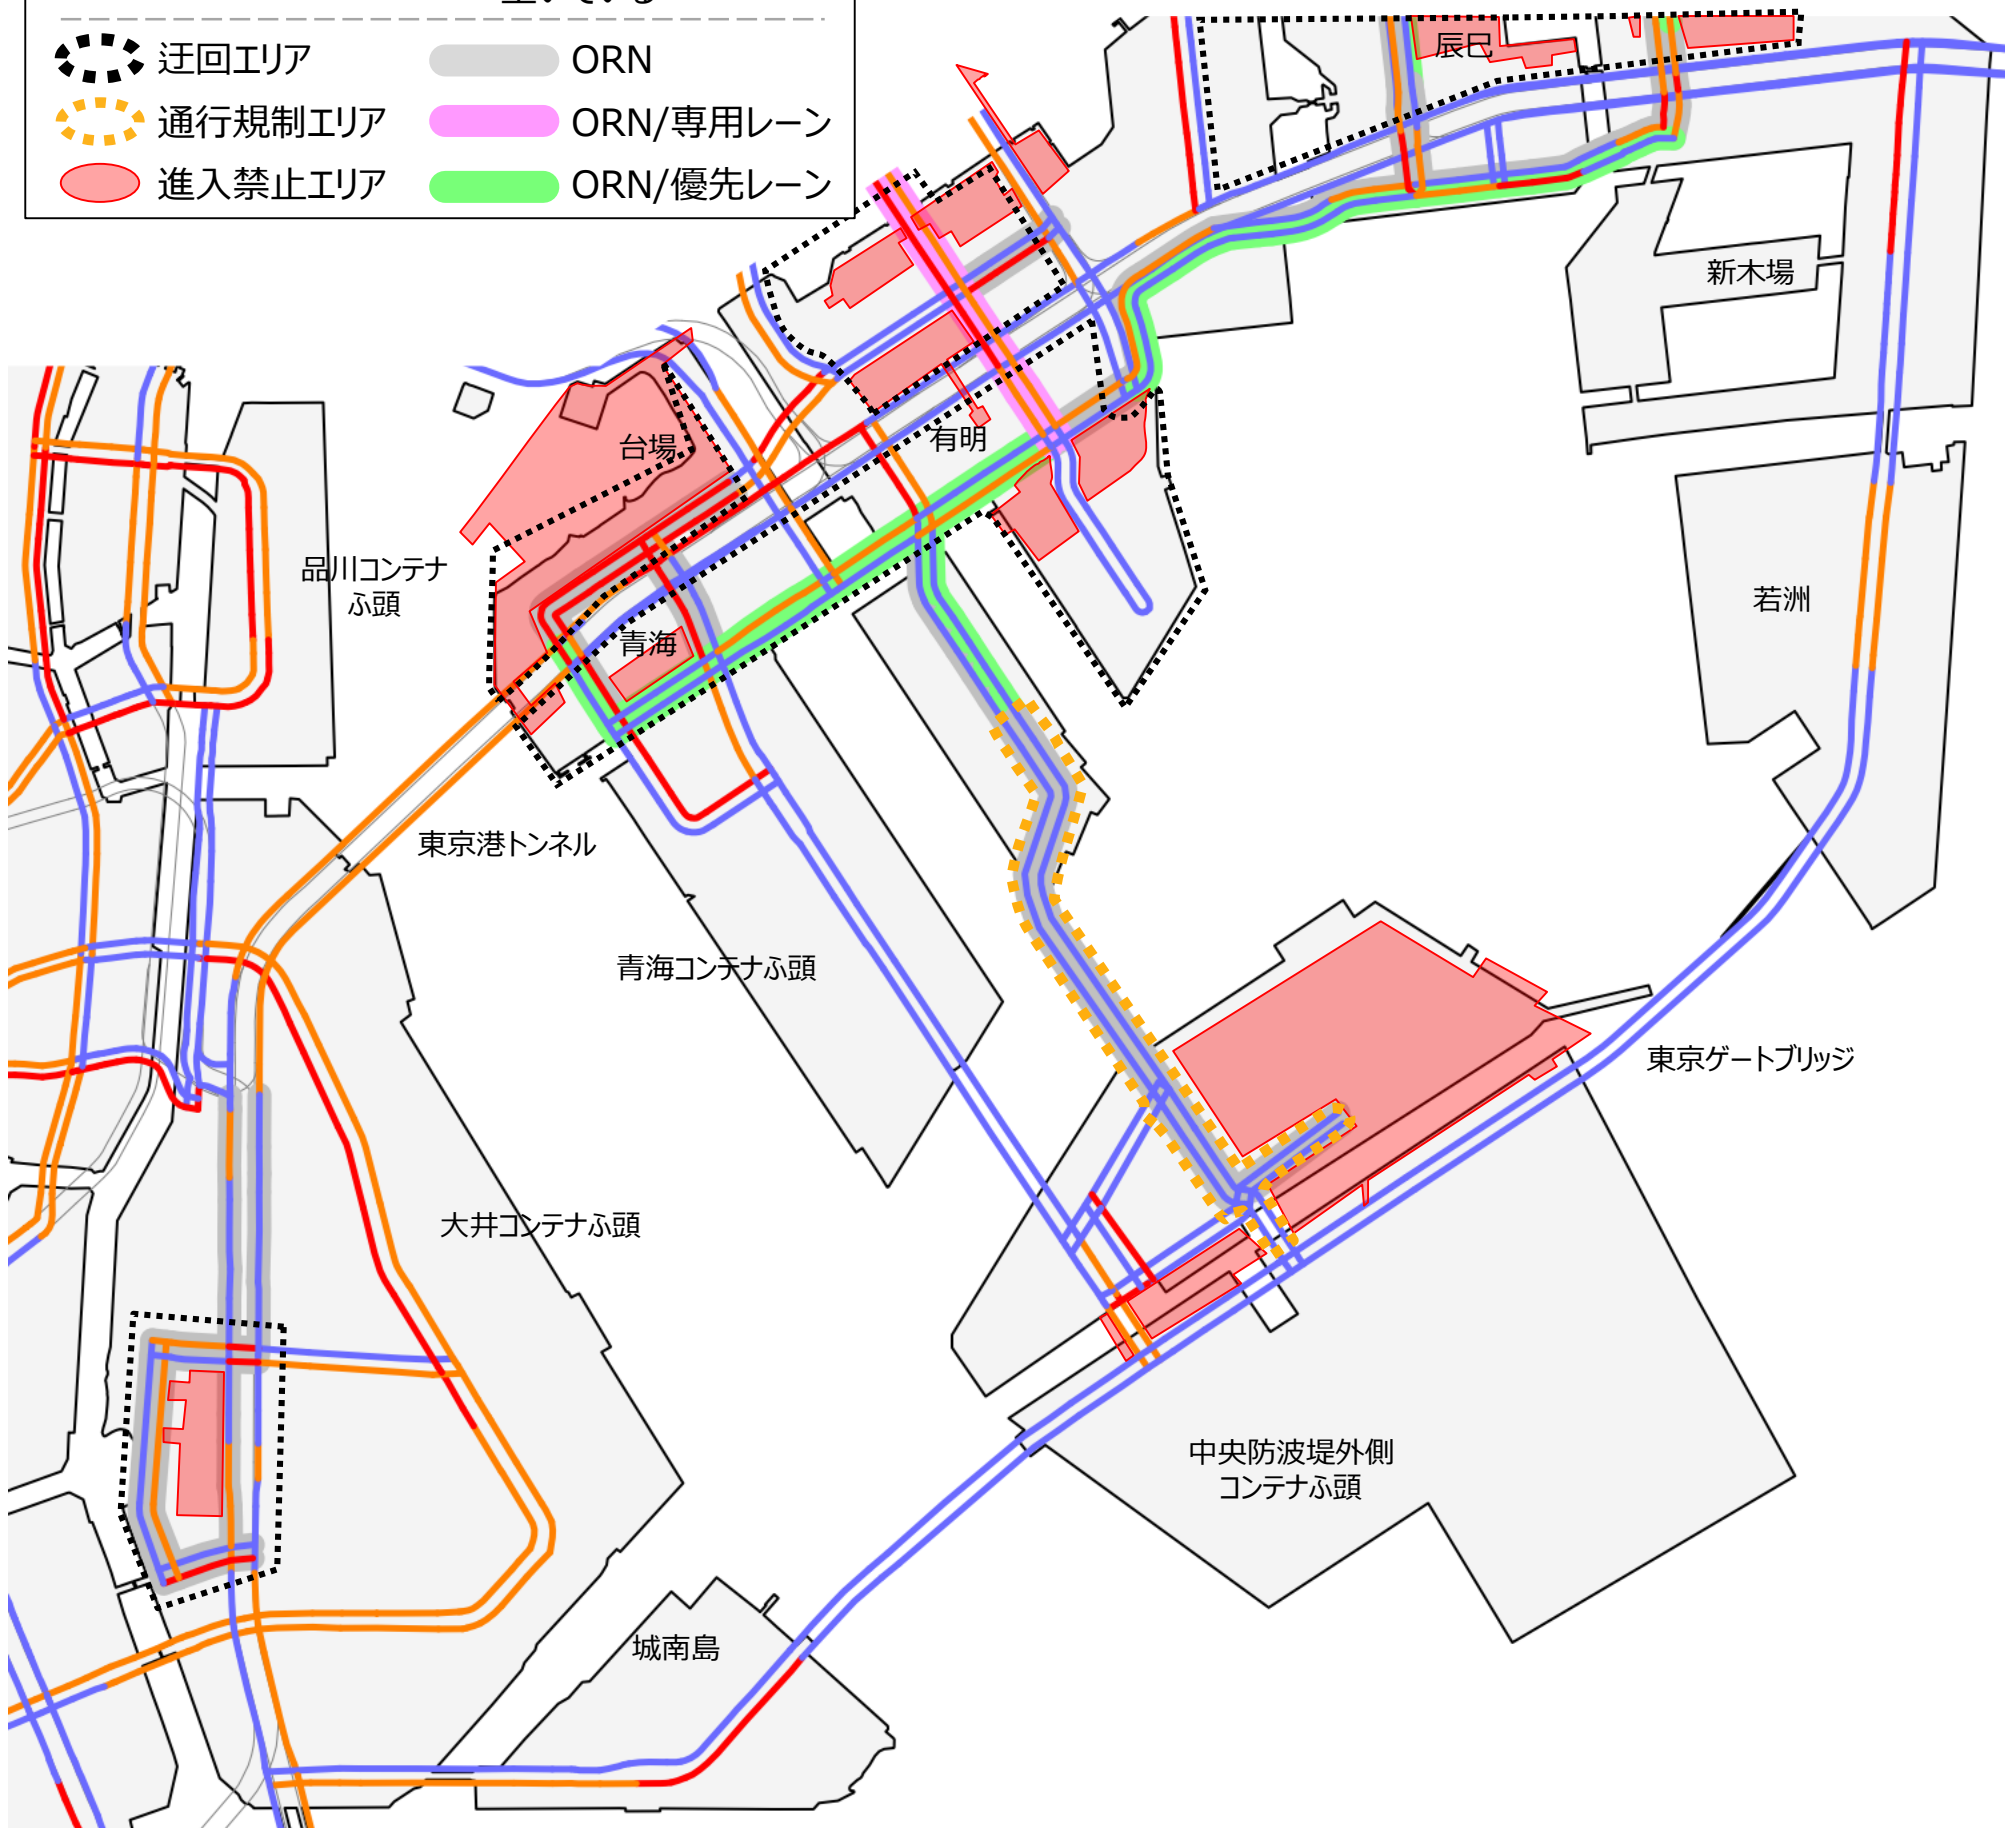 空いている
迂回エリア
ORN
通行規制エリア
ORN/専用レーン
進入禁止エリア
ORN/優先レーン
辰巳
新木場
有明
台場
品川コンテナ
ふ頭
若洲
青海
東京港トンネル
青海コンテナふ頭
東京ゲートブリッジ
大井コンテナふ頭
中央防波堤外側
コンテナふ頭
城南島